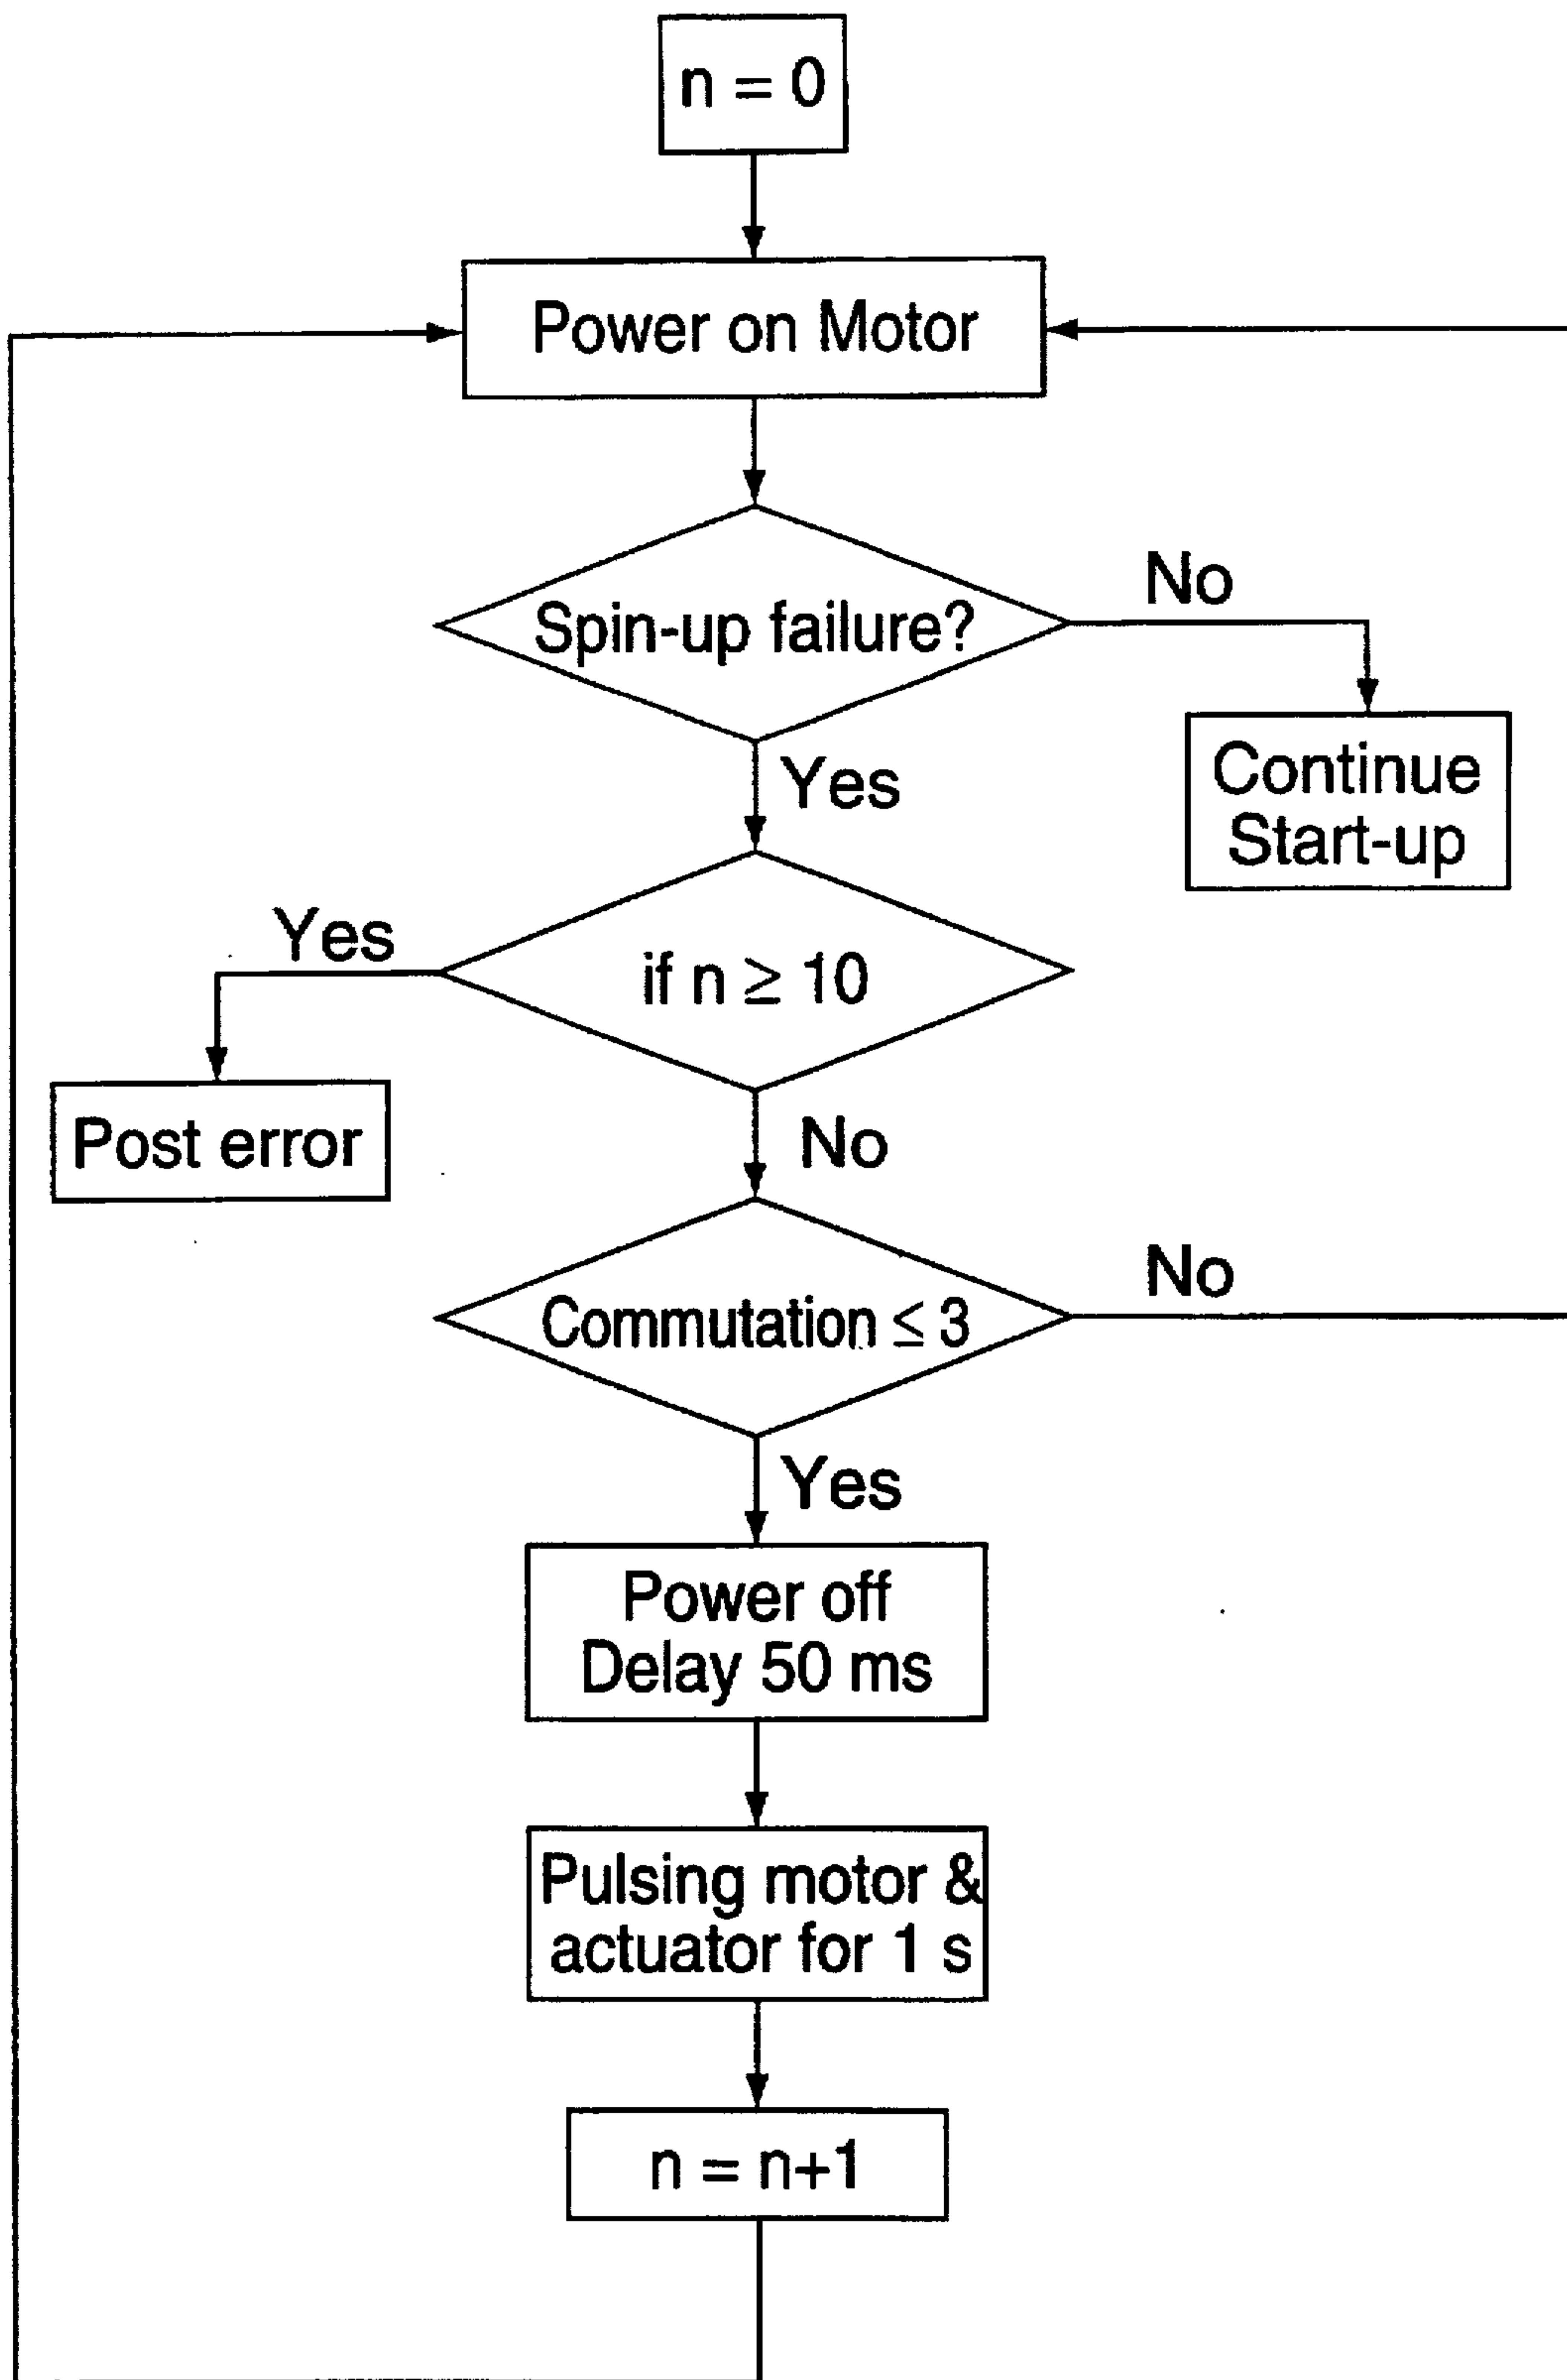 n = 0
Power on Motor
Spin-up failure?
No
Continue
Start-up
Yes
if n ≥ 10
Yes
Post error
No
Commutation ≤ 3
No
Yes
Power off
Delay 50 ms
Pulsing motor &
actuator for 1 s
n = n+1